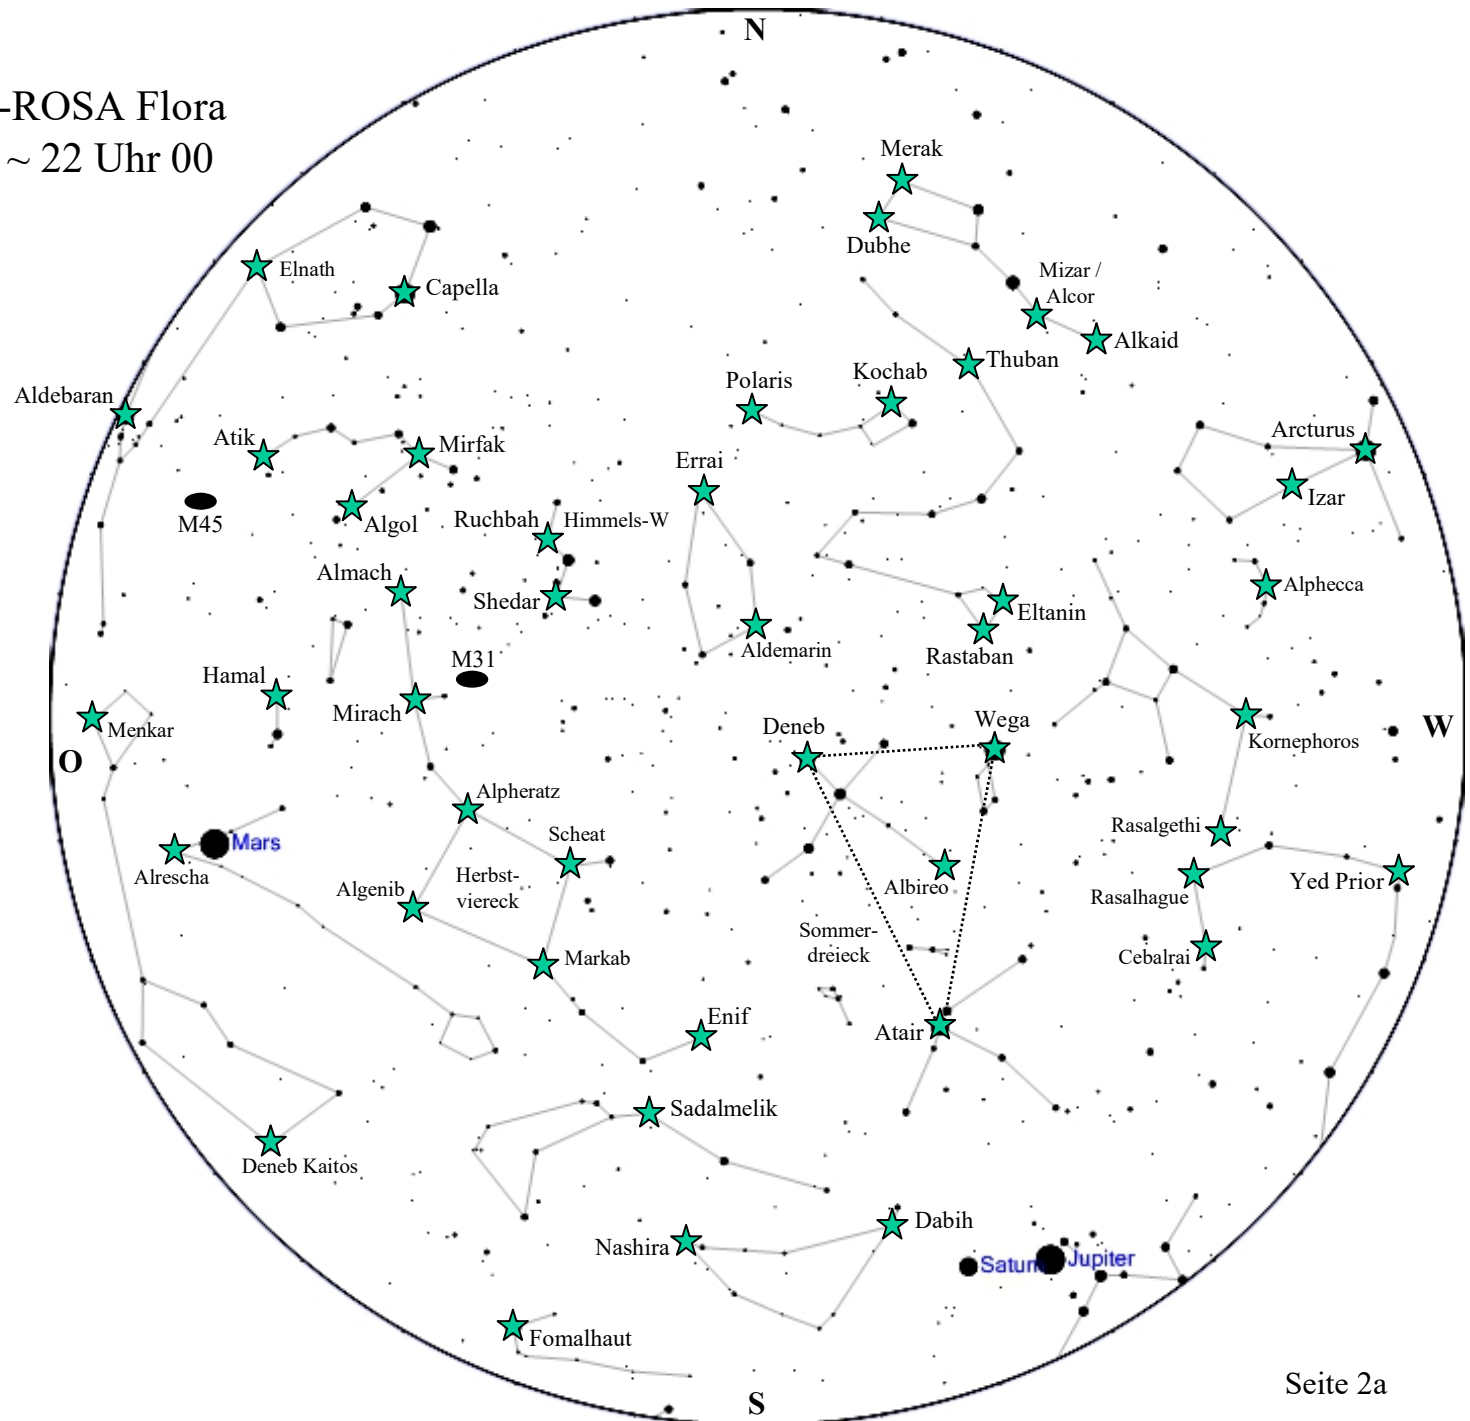 N
-ROSA Flora
~ 22 Uhr 00
Merak
Dubhe
Elnath
Capella
Mizar /
Alcor
Alkaid
Thuban
Kochab
Polaris
Aldebaran
Atik
Mirfak
Arcturus
Izar
Errai
M45
Algol
Ruchbah
Himmels-W
Almach
Shedar
Alphecca
Eltanin
Rastaban
Aldemarin
M31
Hamal
Mirach
Menkar
O
Deneb
Wega
Kornephoros
W
Alpheratz
Scheat
Mars
Alrescha
Algenib
Herbst-
viereck
Rasalgethi
Rasalhague
Yed Prior
Albireo
Sommer-
dreieck
Cebalrai
Markab
Enif
Atair
Sadalmelik
Deneb Kaitos
Dabih
Nashira
Saturn
Jupiter
Fomalhaut
Seite 2a
S